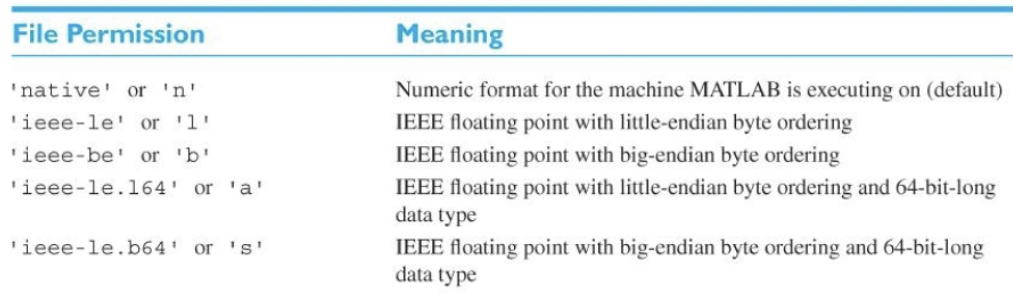 File Permission Meaning
'native' or 'n' Numeric format for the machine MATLAB is executing on (default)
'ieee-le' or 'l' IEEE floating point with little-endian byte ordering
'ieee-be' or 'b' IEEE floating point with big-endian byte ordering
'ieee-le.l64' or 'a' IEEE floating point with little-endian byte ordering and 64-bit-long
data type
'ieee-le.b64' or 's' IEEE floating point with big-endian byte ordering and 64-bit-long
data type